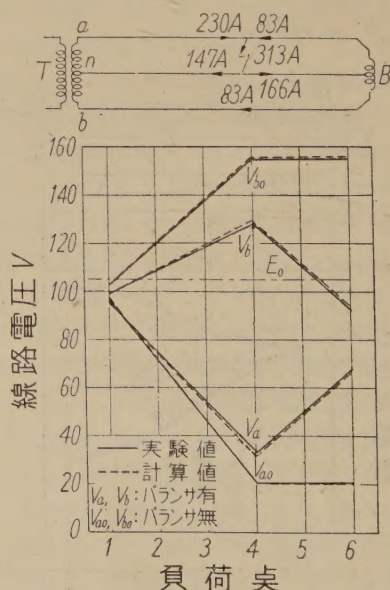 a
230A 83A
T n 147A 313A B
83A 166A
b
160
140
120
100
80
60
40
20
0
線路電圧 V
V_bo
V_b
E_o
V_a
V_ao
―― 実験値
---- 計算値
V_a, V_b : バランサ有
V_ao, V_bo : バランサ無
1 2 3 4 5 6
負荷点